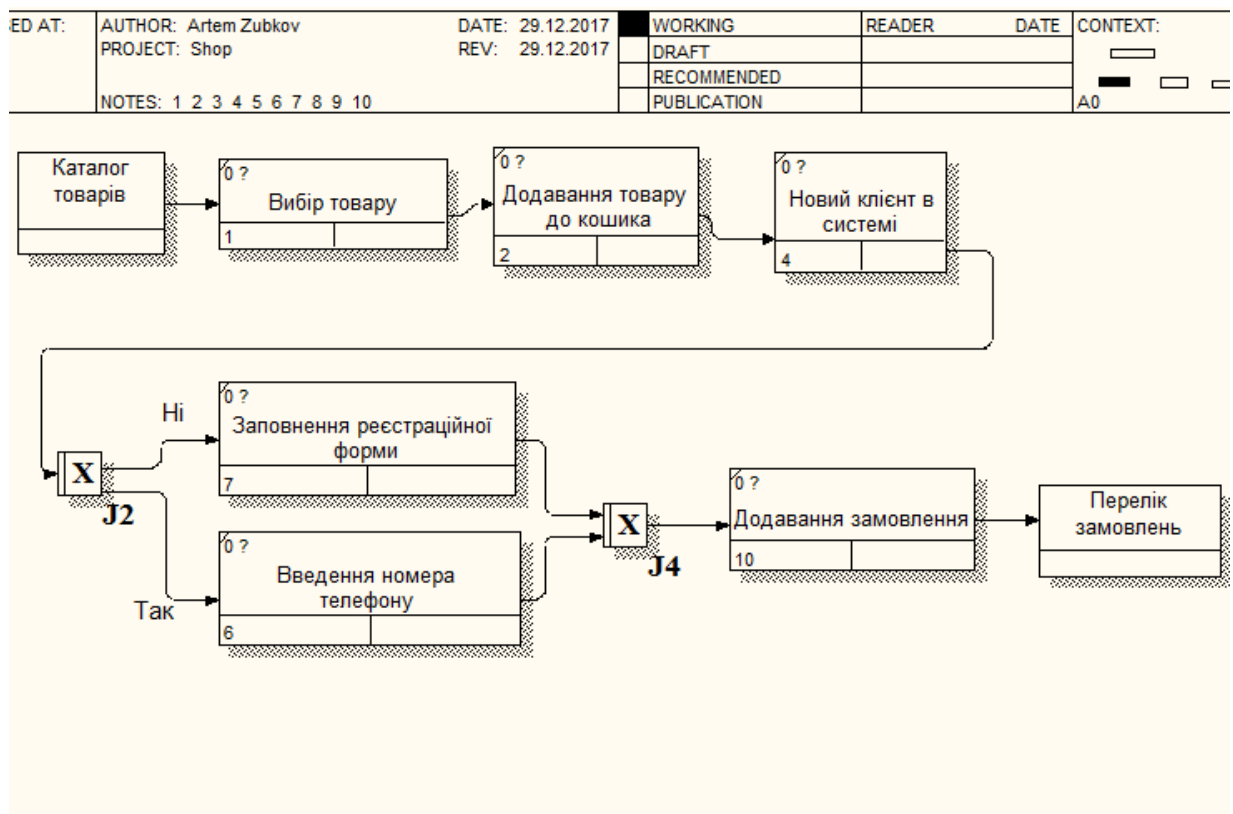 ED AT:
AUTHOR: Artem Zubkov
DATE: 29.12.2017
PROJECT: Shop
REV: 29.12.2017
NOTES: 1 2 3 4 5 6 7 8 9 10
WORKING
DRAFT
RECOMMENDED
PUBLICATION
READER
DATE
CONTEXT:
A0
Каталог
товарів
0 ?
Вибір товару
1
0 ?
Додавання товару
до кошика
2
0 ?
Новий клієнт в
системі
4
X
J2
Ні
Так
0 ?
Заповнення реєстраційної
форми
7
0 ?
Введення номера
телефону
6
X
J4
0 ?
Додавання замовлення
10
Перелік
замовлень